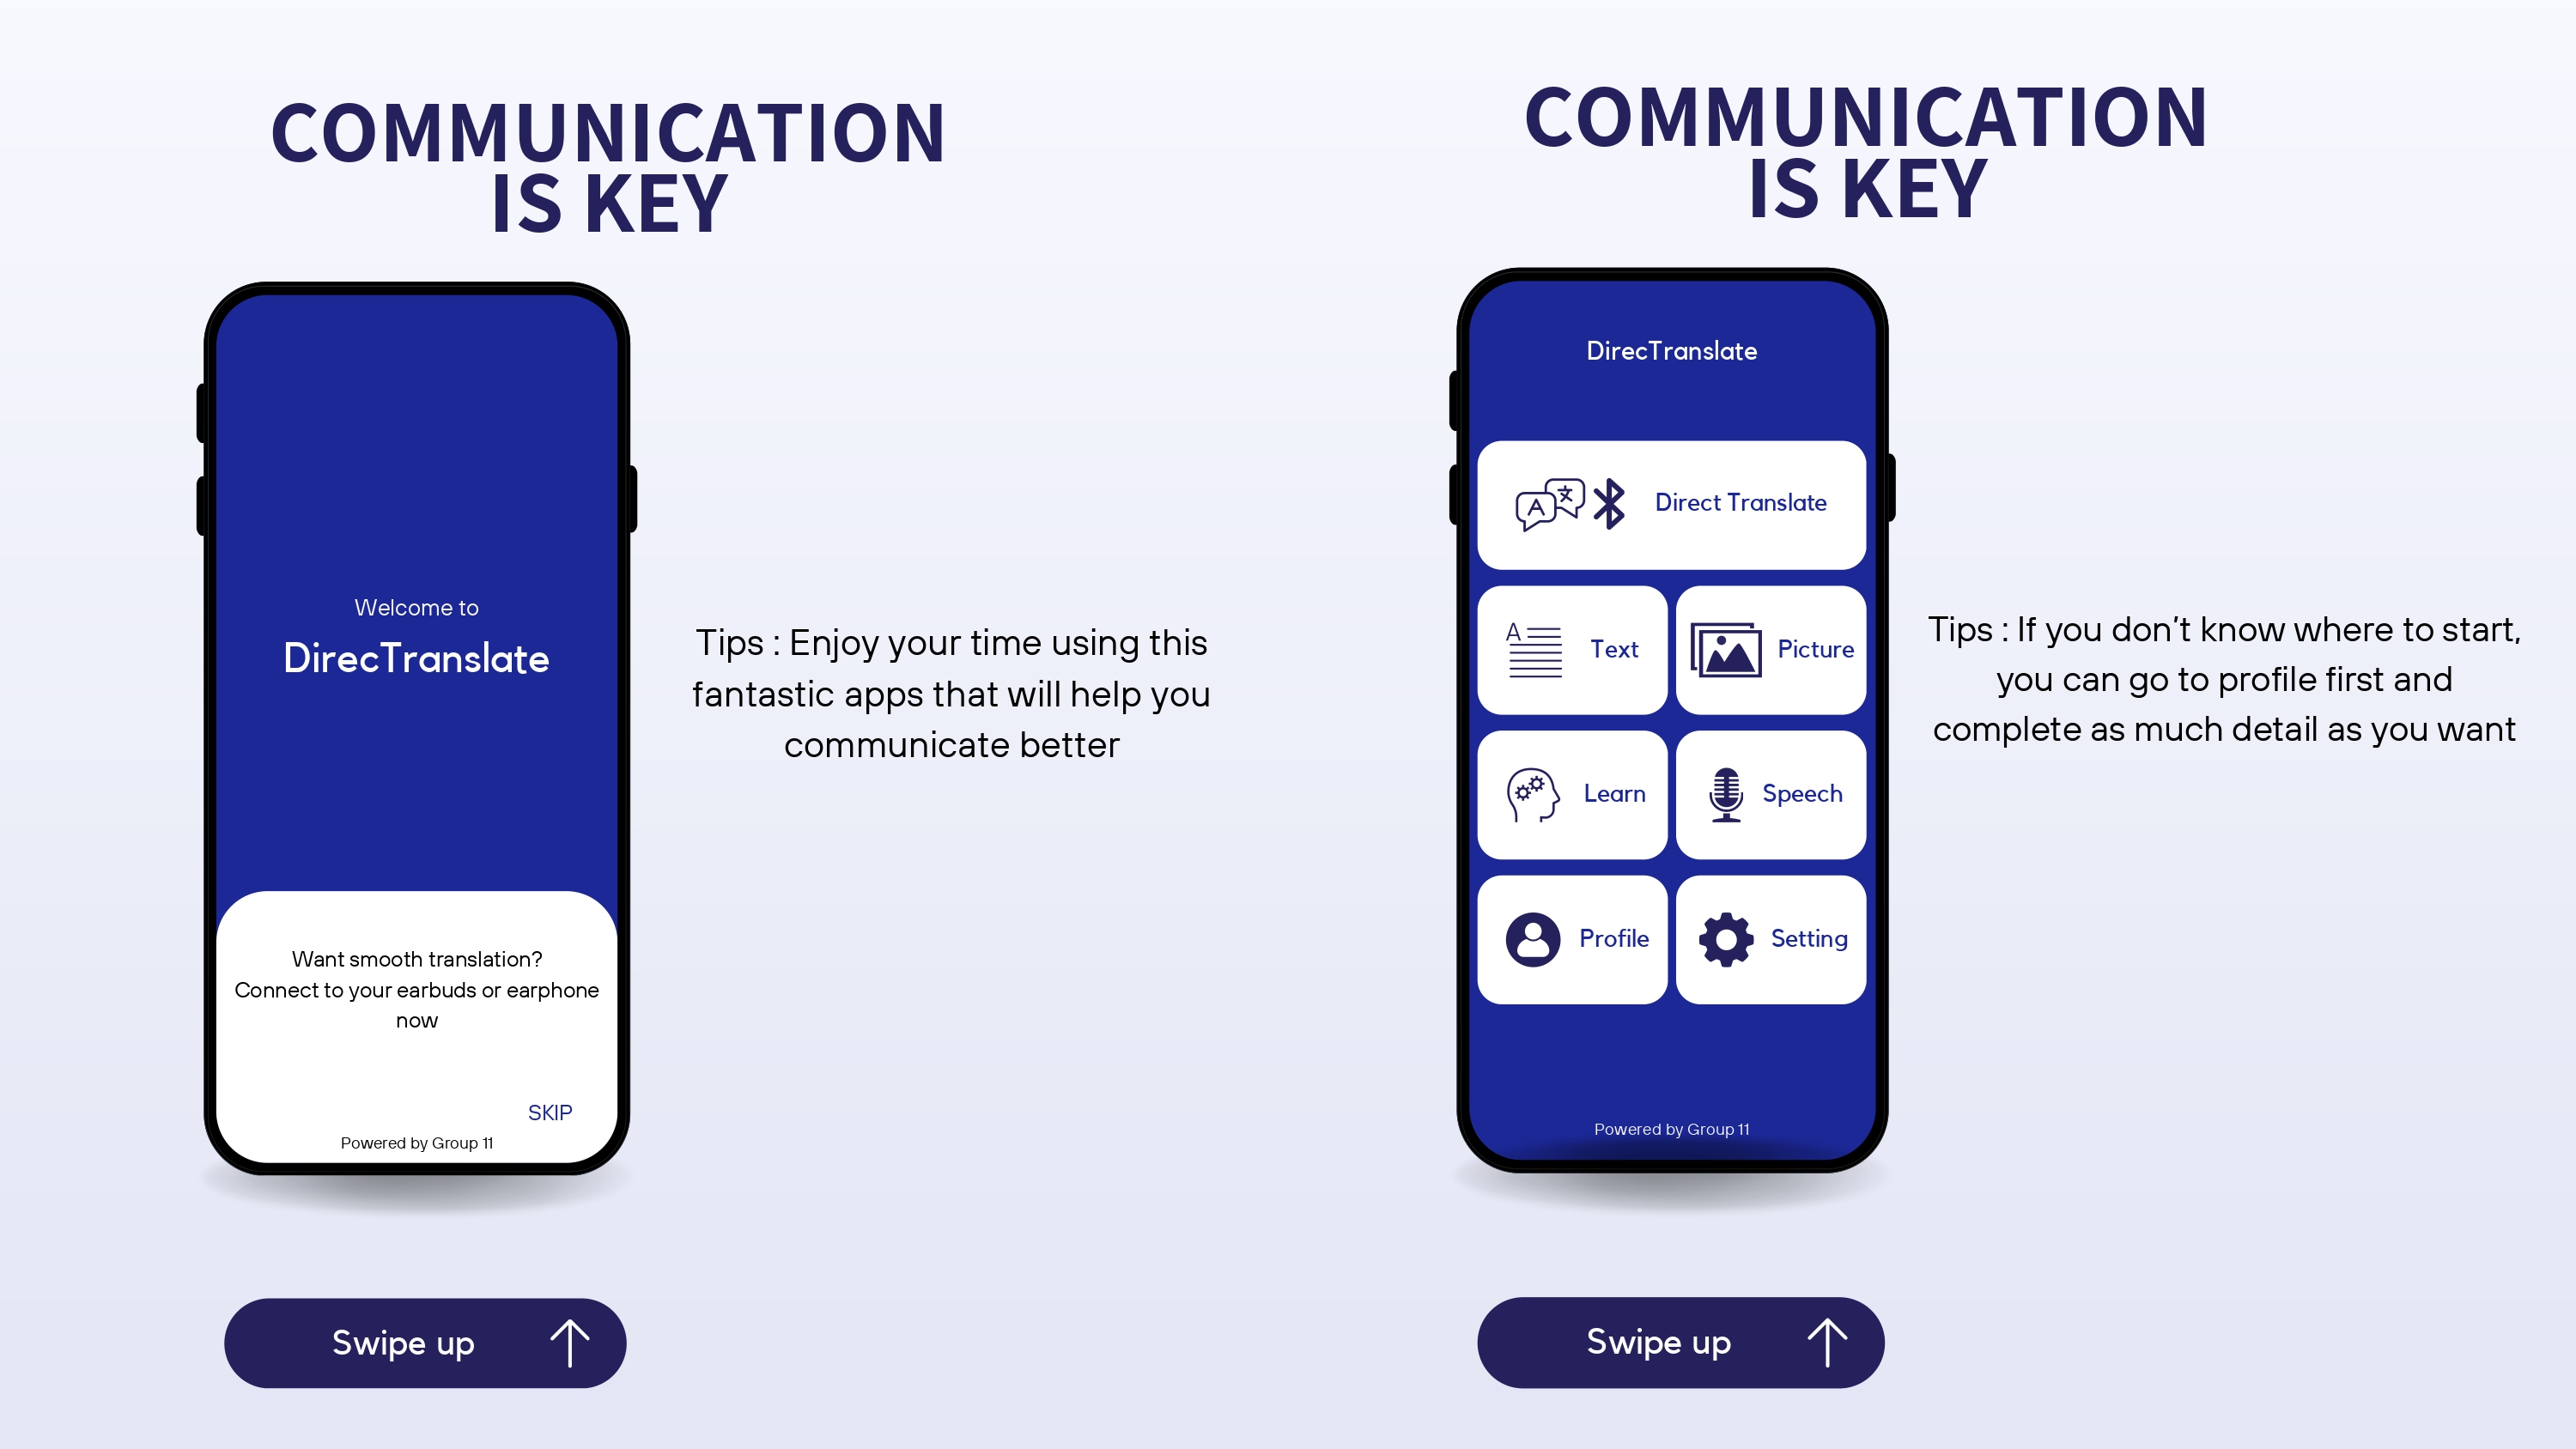 COMMUNICATION
IS KEY
Welcome to
DirecTranslate
Want smooth translation?
Connect to your earbuds or earphone
now
SKIP
Powered by Group 11
Tips : Enjoy your time using this
fantastic apps that will help you
communicate better
Swipe up
COMMUNICATION
IS KEY
DirecTranslate
A 文 Direct Translate
A Text
Picture
Learn
Speech
Profile
Setting
Powered by Group 11
Tips : If you don’t know where to start,
you can go to profile first and
complete as much detail as you want
Swipe up